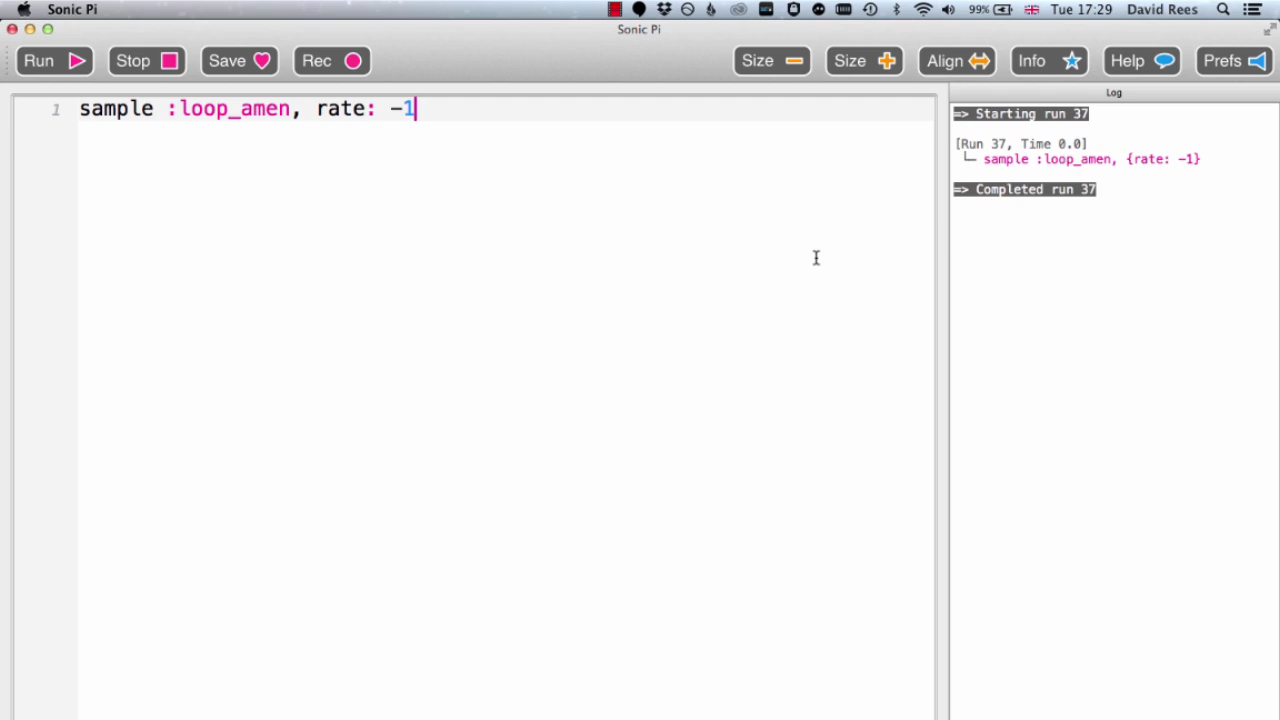 Sonic Pi 99% Tue 17:29 David Rees
Sonic Pi
Run Stop Save Rec Size Size Align Info Help Prefs
Log
1 sample :loop_amen, rate: -1
=> Starting run 37
[Run 37, Time 0.0]
└─ sample :loop_amen, {rate: -1}
=> Completed run 37